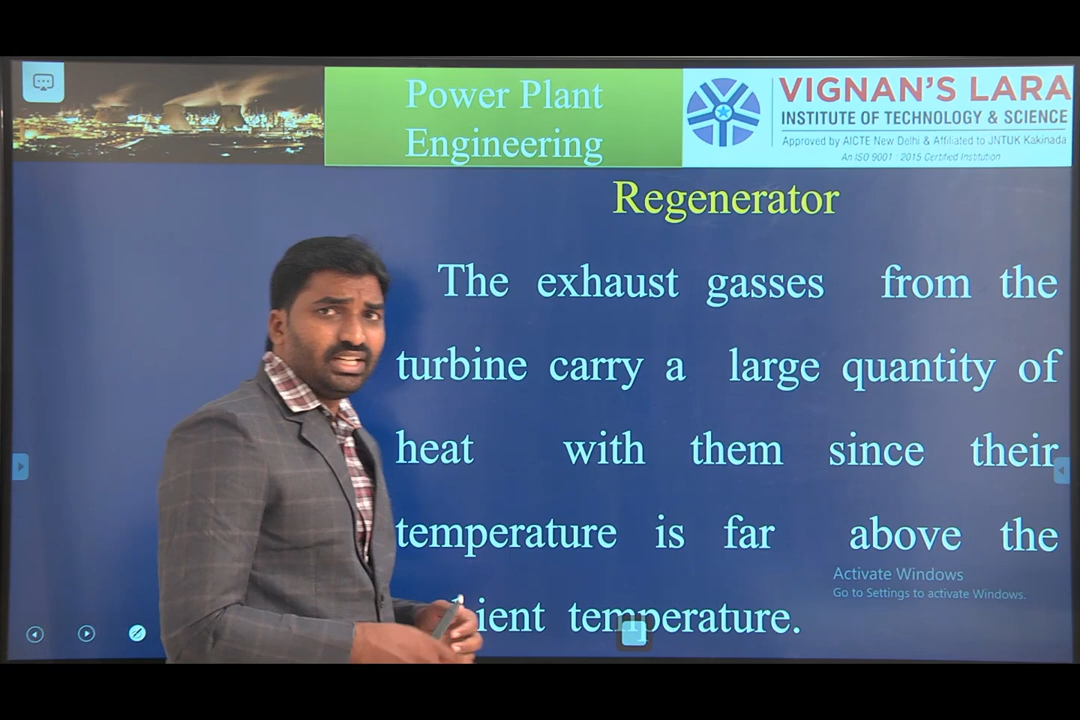 Power Plant
Engineering
VIGNAN'S LARA
INSTITUTE OF TECHNOLOGY & SCIENCE
Approved by AICTE New Delhi & Affiliated to JNTUK Kakinada
An ISO 9001 : 2015 Certified Institution
Regenerator
The exhaust gasses from the
turbine carry a large quantity of
heat with them since their
temperature is far above the
temperature.
Activate Windows
Go to Settings to activate Windows.